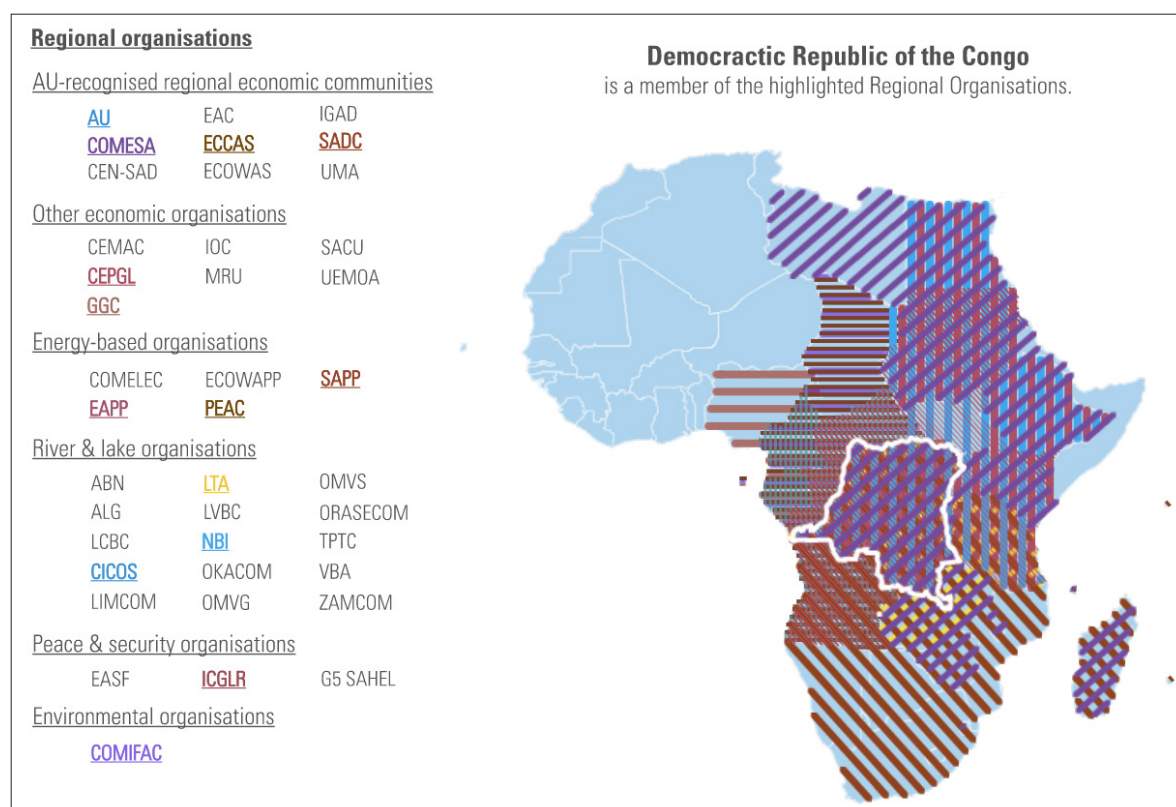 Regional organisations
AU-recognised regional economic communities
AU EAC IGAD
COMESA ECCAS SADC
CEN-SAD ECOWAS UMA
Other economic organisations
CEMAC IOC SACU
CEPGL MRU UEMOA
GGC
Energy-based organisations
COMELEC ECOWAPP SAPP
EAPP PEAC
River & lake organisations
ABN LTA OMVS
ALG LVBC ORASECOM
LCBC NBI TPTC
CICOS OKACOM VBA
LIMCOM OMVG ZAMCOM
Peace & security organisations
EASF ICGLR G5 SAHEL
Environmental organisations
COMIFAC
Democractic Republic of the Congo
is a member of the highlighted Regional Organisations.